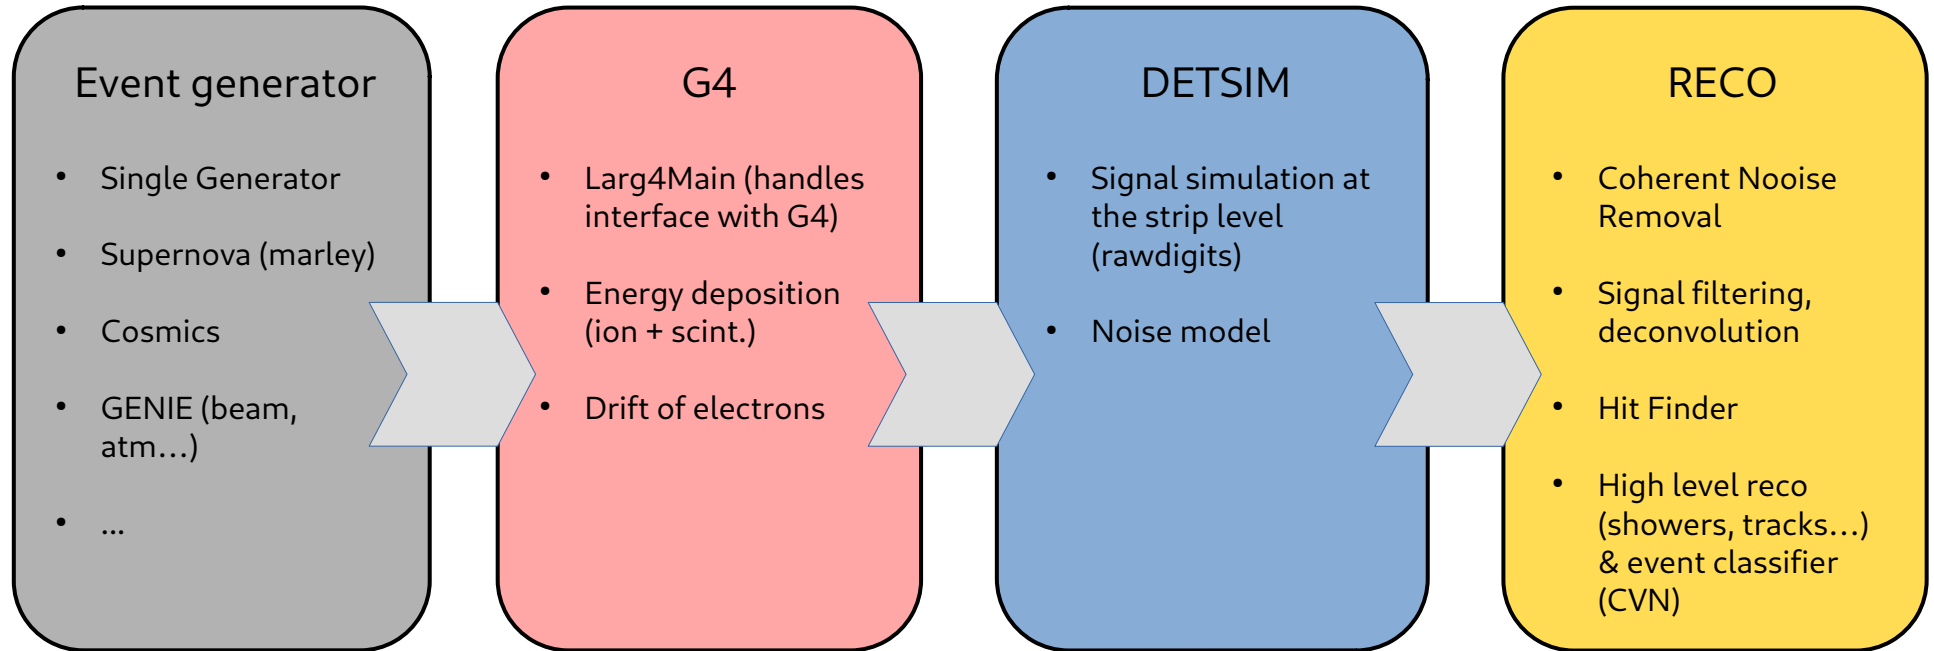 Event generator
• Single Generator
• Supernova (marley)
• Cosmics
• GENIE (beam,
atm...)
• ...
G4
• Larg4Main (handles
interface with G4)
• Energy deposition
(ion + scint.)
• Drift of electrons
DETSIM
• Signal simulation at
the strip level
(rawdigits)
• Noise model
RECO
• Coherent Nooise
Removal
• Signal filtering,
deconvolution
• Hit Finder
• High level reco
(showers, tracks...)
& event classifier
(CVN)